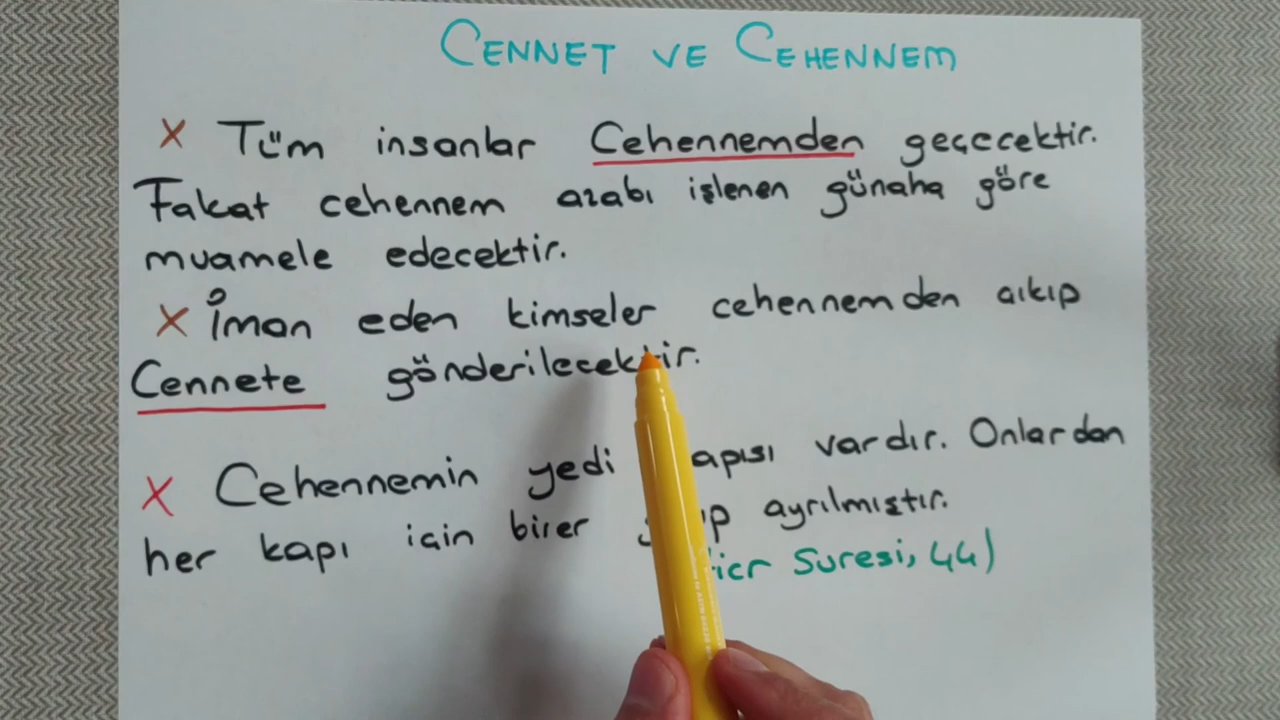 CENNET VE CEHENNEM
X Tüm insanlar Cehennemden geçecektir.
Fakat cehennem azabı işlenen günaha göre
muamele edecektir.
X İman eden kimseler cehennemden çıkıp
Cennete gönderilecektir.
X Cehennemin yedi apısı vardır. Onlardan
her kapı için birer ayrılmıştır.
icr Suresi, 44)